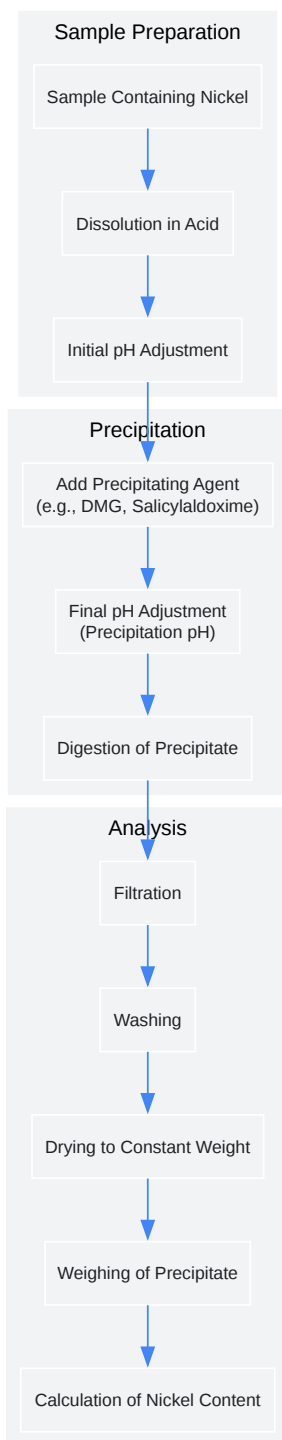 Sample Preparation
Sample Containing Nickel
Dissolution in Acid
Initial pH Adjustment
Precipitation
Add Precipitating Agent
(e.g., DMG, Salicylaldoxime)
Final pH Adjustment
(Precipitation pH)
Digestion of Precipitate
Analysis
Filtration
Washing
Drying to Constant Weight
Weighing of Precipitate
Calculation of Nickel Content